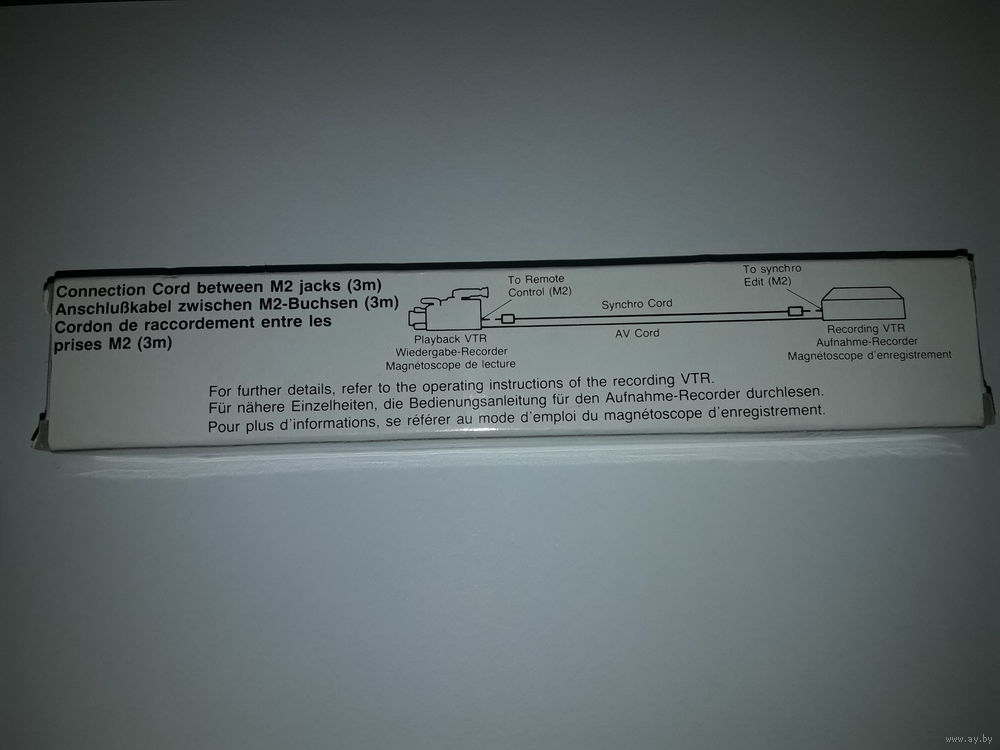 Connection Cord between M2 jacks (3m)
Anschlußkabel zwischen M2-Buchsen (3m)
Cordon de raccordement entre les
prises M2 (3m)
To Remote
Control (M2)
To synchro
Edit (M2)
Synchro Cord
AV Cord
Playback VTR
Wiedergabe-Recorder
Magnétoscope de lecture
Recording VTR
Aufnahme-Recorder
Magnétoscope d'enregistrement
For further details, refer to the operating instructions of the recording VTR.
Für nähere Einzelheiten, die Bedienungsanleitung für den Aufnahme-Recorder durchlesen.
Pour plus d'informations, se référer au mode d'emploi du magnétoscope d'enregistrement.
www.ay.by